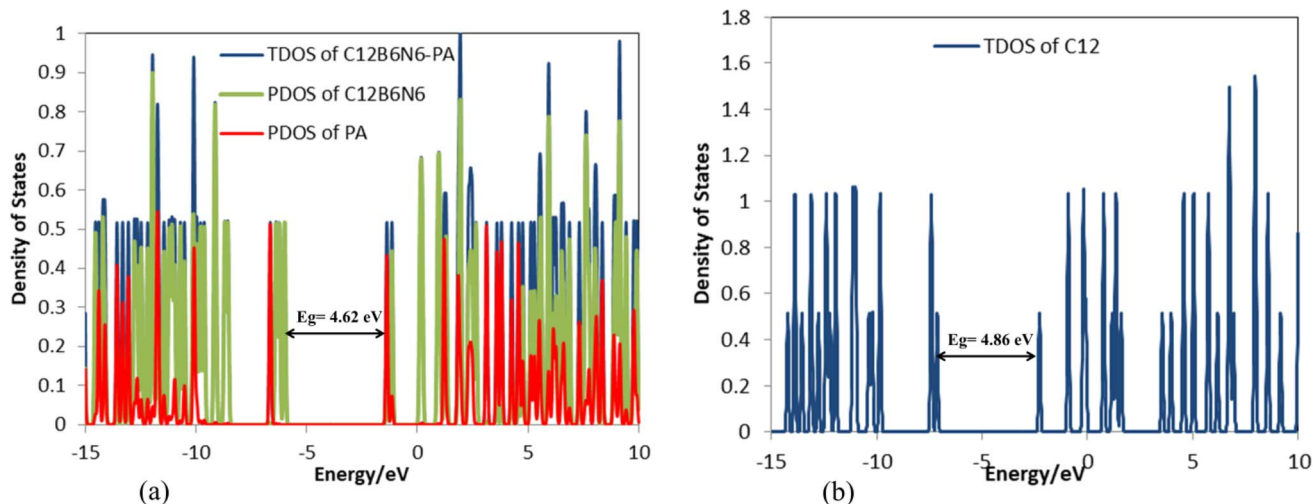 TDOS of C12B6N6-PA
PDOS of C12B6N6
PDOS of PA
Density of States
1
0.9
0.8
0.7
0.6
0.5
0.4
0.3
0.2
0.1
0
Eg= 4.62 eV
-15
-10
-5
0
5
10
Energy/eV
(a)
TDOS of C12
Density of States
1.8
1.6
1.4
1.2
1
0.8
0.6
0.4
0.2
0
Eg= 4.86 eV
-15
-10
-5
0
5
10
Energy/eV
(b)